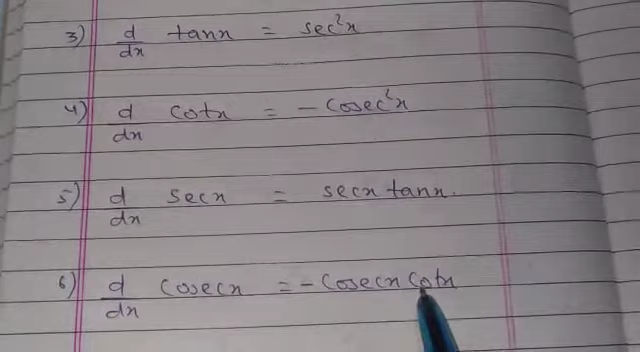 3) d/dx tanx = sec²x
4) d/dx cotx = - cosec²x
5) d/dx secx = secx tanx.
6) d/dx cosecx = - cosecx cotx